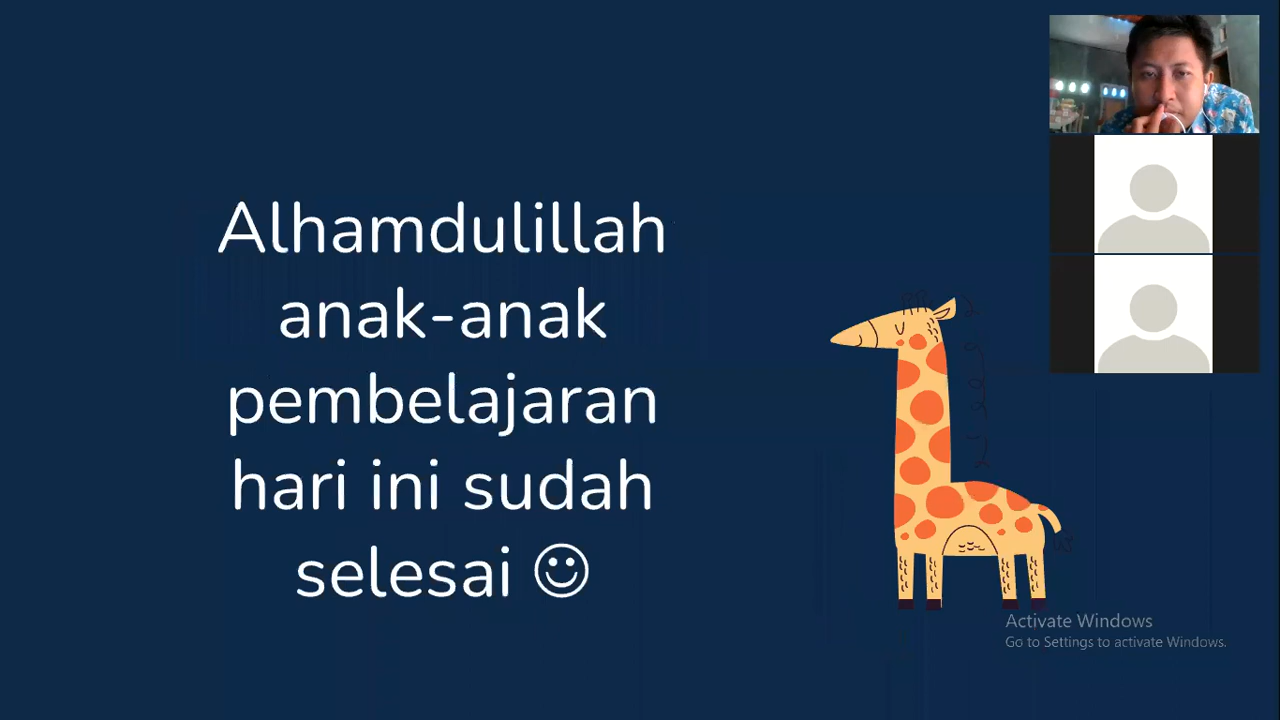 Alhamdulillah
anak-anak
pembelajaran
hari ini sudah
selesai ☺
Activate Windows
Go to Settings to activate Windows.